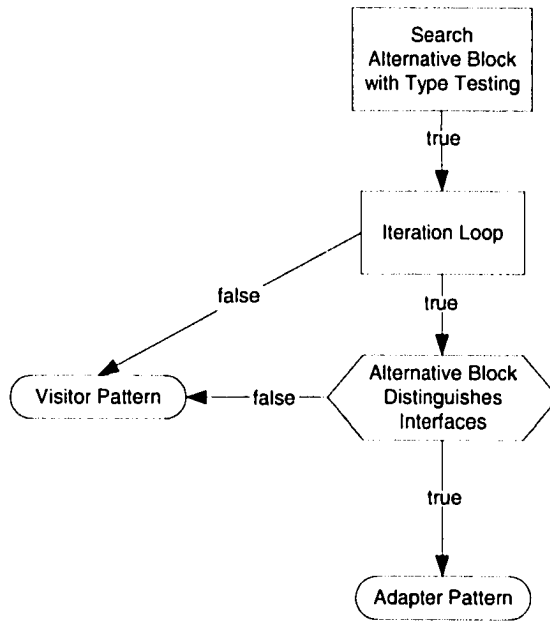 Search
Alternative Block
with Type Testing
true
Iteration Loop
false
true
Visitor Pattern
false
Alternative Block
Distinguishes
Interfaces
true
Adapter Pattern